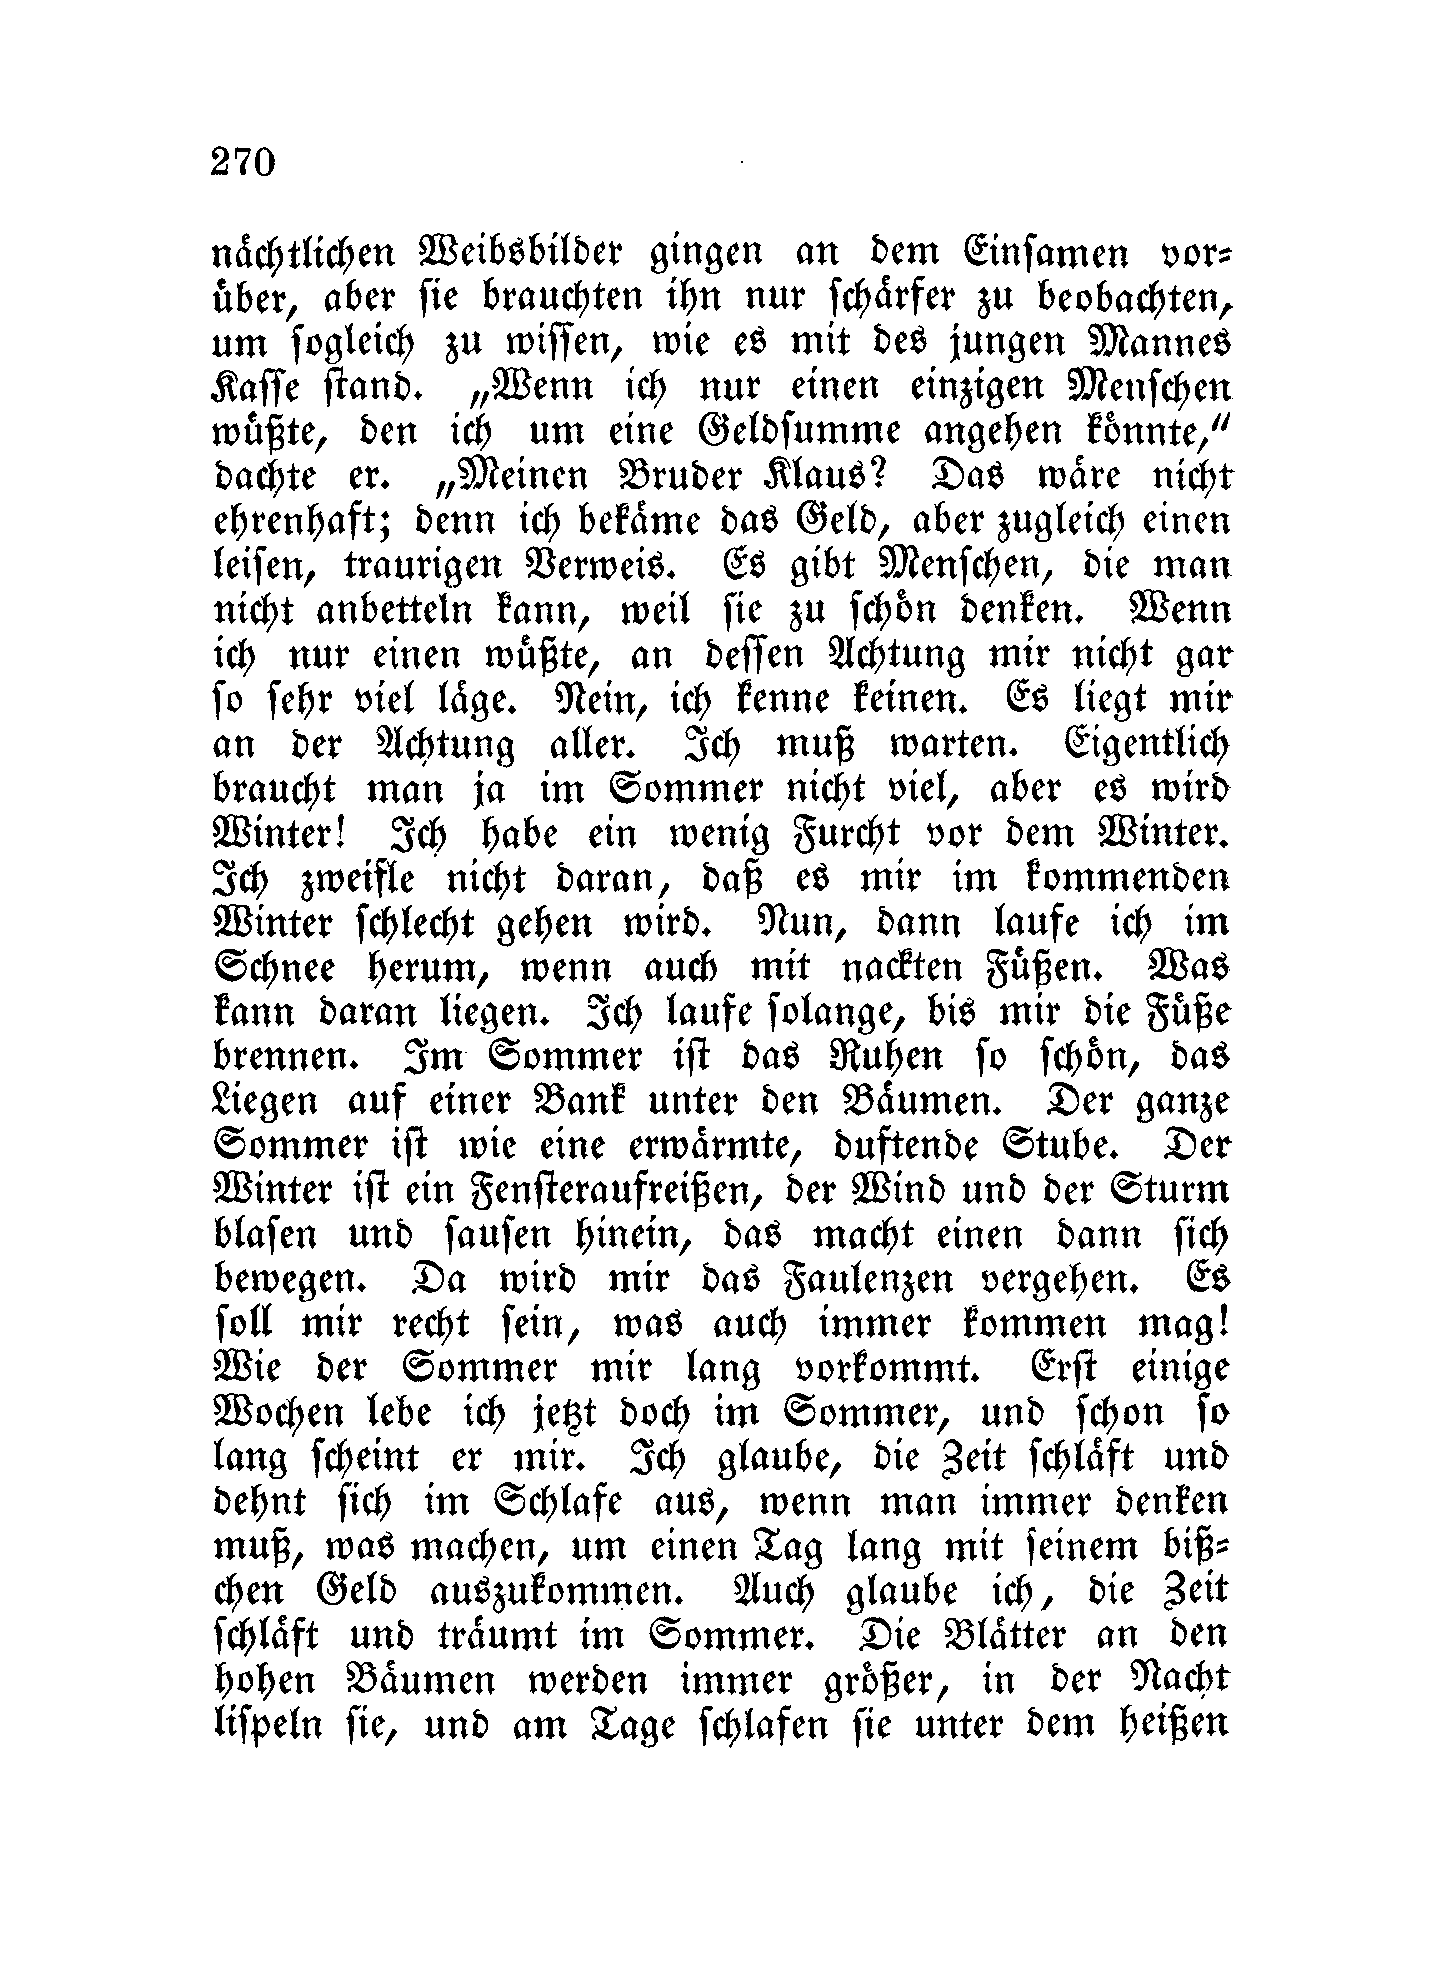 270
nächtlichen Weibsbilder gingen an dem Einsamen vor-
über, aber sie brauchten ihn nur schärfer zu beobachten,
um sogleich zu wissen, wie es mit des jungen Mannes
Kasse stand. „Wenn ich nur einen einzigen Menschen
wüßte, den ich um eine Geldsumme angehen könnte,“
dachte er. „Meinen Bruder Klaus? Das wäre nicht
ehrenhaft; denn ich bekäme das Geld, aber zugleich einen
leisen, traurigen Verweis. Es gibt Menschen, die man
nicht anbetteln kann, weil sie zu schön denken. Wenn
ich nur einen wüßte, an dessen Achtung mir nicht gar
so sehr viel läge. Nein, ich kenne keinen. Es liegt mir
an der Achtung aller. Ich muß warten. Eigentlich
braucht man ja im Sommer nicht viel, aber es wird
Winter! Ich habe ein wenig Furcht vor dem Winter.
Ich zweifle nicht daran, daß es mir im kommenden
Winter schlecht gehen wird. Nun, dann laufe ich im
Schnee herum, wenn auch mit nackten Füßen. Was
kann daran liegen. Ich laufe solange, bis mir die Füße
brennen. Im Sommer ist das Ruhen so schön, das
Liegen auf einer Bank unter den Bäumen. Der ganze
Sommer ist wie eine erwärmte, duftende Stube. Der
Winter ist ein Fensteraufreißen, der Wind und der Sturm
blasen und sausen hinein, das macht einen dann sich
bewegen. Da wird mir das Faulenzen vergehen. Es
soll mir recht sein, was auch immer kommen mag!
Wie der Sommer mir lang vorkommt. Erst einige
Wochen lebe ich jetzt doch im Sommer, und schon so
lang scheint er mir. Ich glaube, die Zeit schläft und
dehnt sich im Schlafe aus, wenn man immer denken
muß, was machen, um einen Tag lang mit seinem biß-
chen Geld auszukommen. Auch glaube ich, die Zeit
schläft und träumt im Sommer. Die Blätter an den
hohen Bäumen werden immer größer, in der Nacht
lispeln sie, und am Tage schlafen sie unter dem heißen